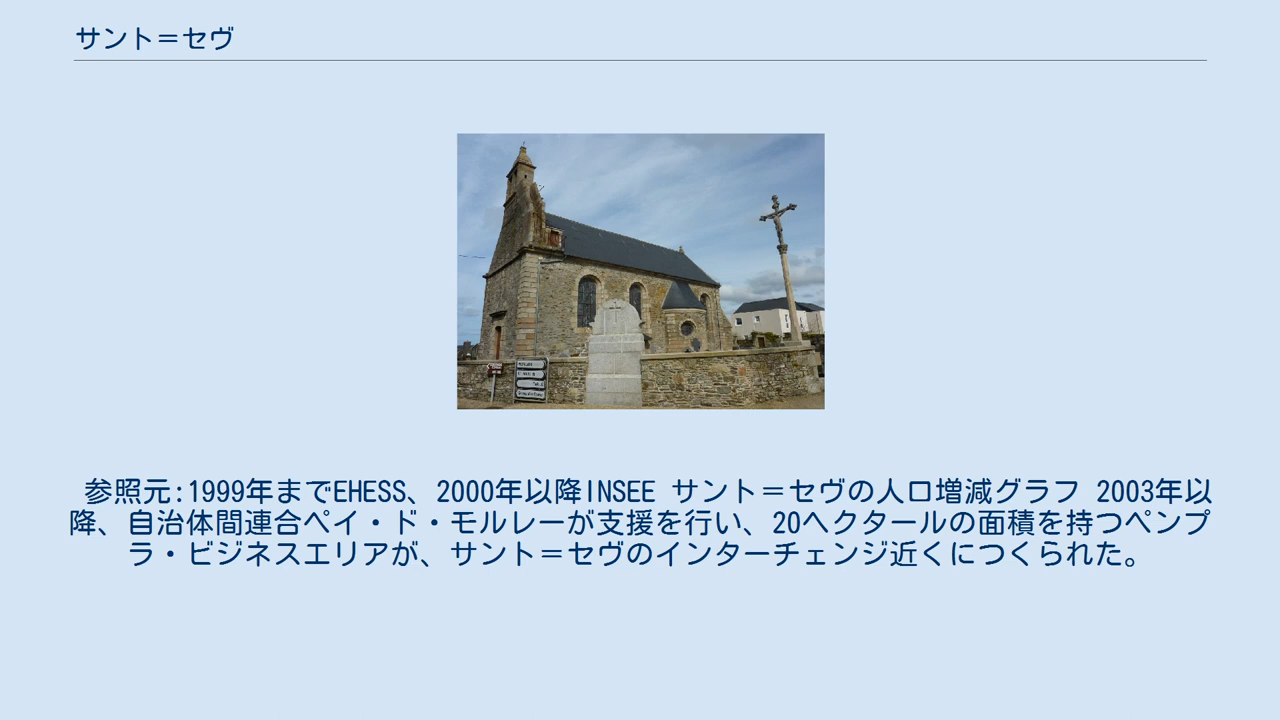 サント＝セヴ
参照元:1999年までEHESS、2000年以降INSEE サント＝セヴの人口増減グラフ 2003年以
降、自治体間連合ペイ・ド・モルレーが支援を行い、20ヘクタールの面積を持つペンプ
ラ・ビジネスエリアが、サント＝セヴのインターチェンジ近くにつくられた。